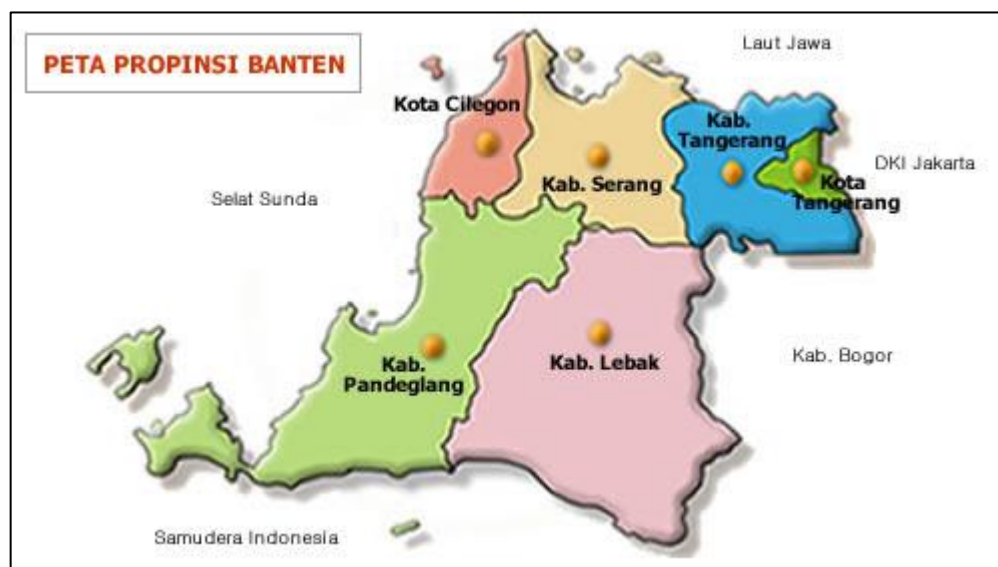 PETA PROPINSI BANTEN
Laut Jawa
Kota Cilegon
Kab.
Tangerang
DKI Jakarta
Kab. Serang
Kota
Tangerang
Selat Sunda
Kab. Bogor
Kab.
Pandeglang
Kab. Lebak
Samudera Indonesia